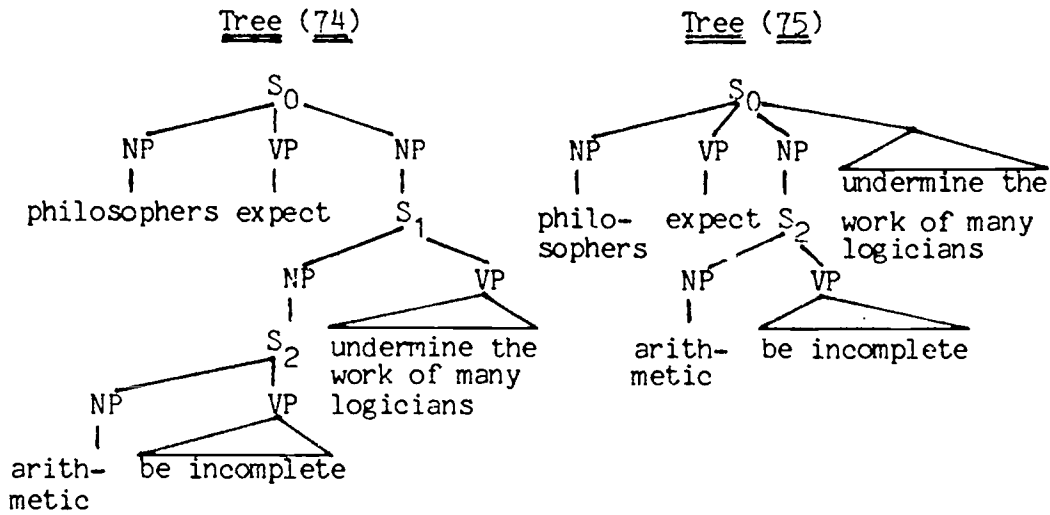 Tree (74)
S0
NP VP NP
philosophers expect
S1
NP VP
S2
undermine the
work of many
logicians
NP VP
arith-
metic
be incomplete
Tree (75)
S0
NP VP NP
philo-
sophers
expect
S2
undermine the
work of many
logicians
NP VP
arith-
metic
be incomplete